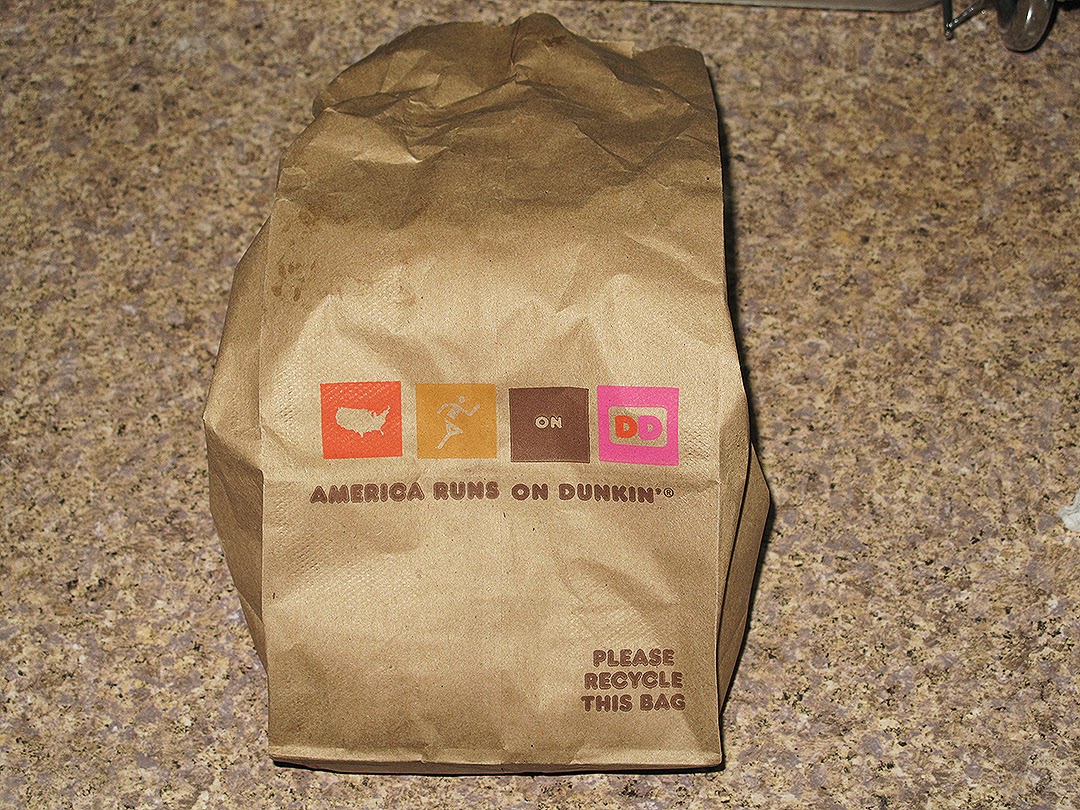 ON
DD
AMERICA RUNS ON DUNKIN'®
PLEASE
RECYCLE
THIS BAG